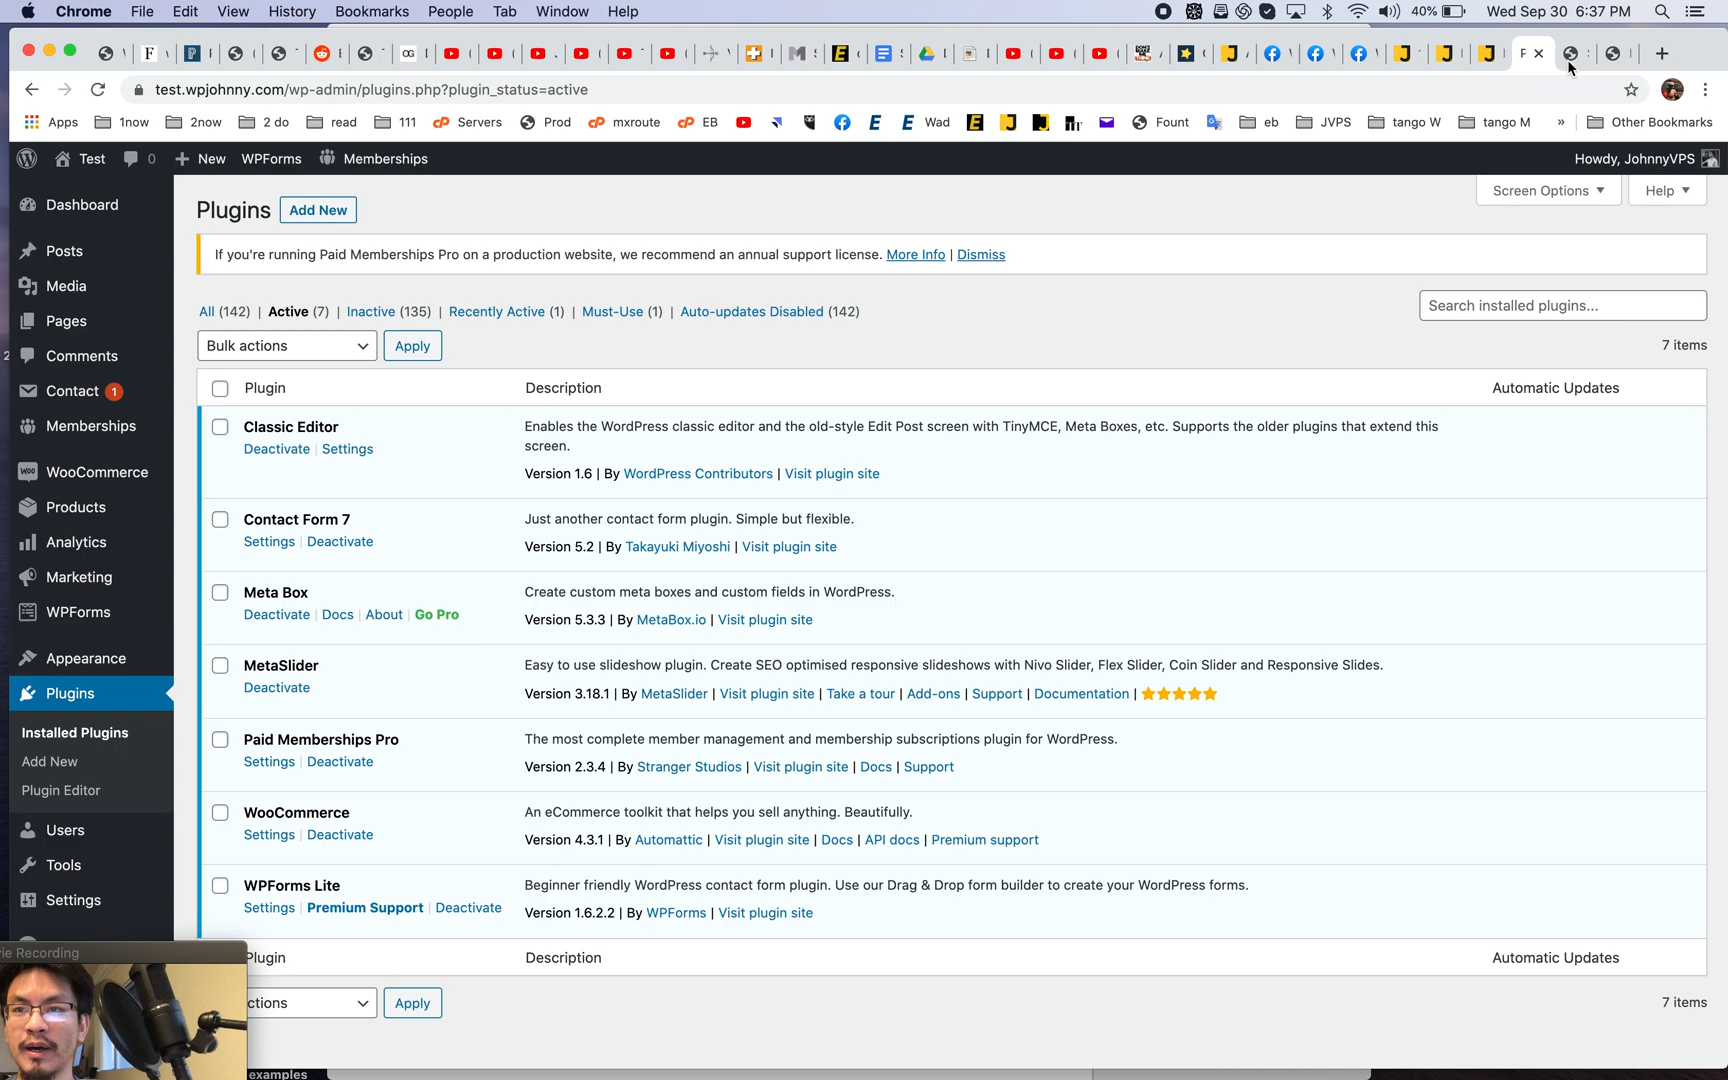 Chrome File Edit View History Bookmarks People Tab Window Help 40% Wed Sep 30 6:37 PM
test.wpjohnny.com/wp-admin/plugins.php?plugin_status=active
Apps 1now 2now 2 do read 111 Servers Prod mxroute EB Wad Fount eb JVPS tango W tango M » Other Bookmarks
Test 0 New WPForms Memberships Howdy, JohnnyVPS
Screen Options Help
Dashboard
Posts
Media
Pages
Comments
Contact 1
Memberships
WooCommerce
Products
Analytics
Marketing
WPForms
Appearance
Plugins
Installed Plugins
Add New
Plugin Editor
Users
Tools
Settings
Plugins Add New
If you're running Paid Memberships Pro on a production website, we recommend an annual support license. More Info | Dismiss
All (142) | Active (7) | Inactive (135) | Recently Active (1) | Must-Use (1) | Auto-updates Disabled (142)
Search installed plugins...
Bulk actions Apply 7 items
Plugin Description Automatic Updates
Classic Editor
Deactivate | Settings
Enables the WordPress classic editor and the old-style Edit Post screen with TinyMCE, Meta Boxes, etc. Supports the older plugins that extend this
screen.
Version 1.6 | By WordPress Contributors | Visit plugin site
Contact Form 7
Settings | Deactivate
Just another contact form plugin. Simple but flexible.
Version 5.2 | By Takayuki Miyoshi | Visit plugin site
Meta Box
Deactivate | Docs | About | Go Pro
Create custom meta boxes and custom fields in WordPress.
Version 5.3.3 | By MetaBox.io | Visit plugin site
MetaSlider
Deactivate
Easy to use slideshow plugin. Create SEO optimised responsive slideshows with Nivo Slider, Flex Slider, Coin Slider and Responsive Slides.
Version 3.18.1 | By MetaSlider | Visit plugin site | Take a tour | Add-ons | Support | Documentation |
Paid Memberships Pro
Settings | Deactivate
The most complete member management and membership subscriptions plugin for WordPress.
Version 2.3.4 | By Stranger Studios | Visit plugin site | Docs | Support
WooCommerce
Settings | Deactivate
An eCommerce toolkit that helps you sell anything. Beautifully.
Version 4.3.1 | By Automattic | Visit plugin site | Docs | API docs | Premium support
WPForms Lite
Settings | Premium Support | Deactivate
Beginner friendly WordPress contact form plugin. Use our Drag & Drop form builder to create your WordPress forms.
Version 1.6.2.2 | By WPForms | Visit plugin site
Plugin Description Automatic Updates
ctions Apply 7 items
ie Recording
examples